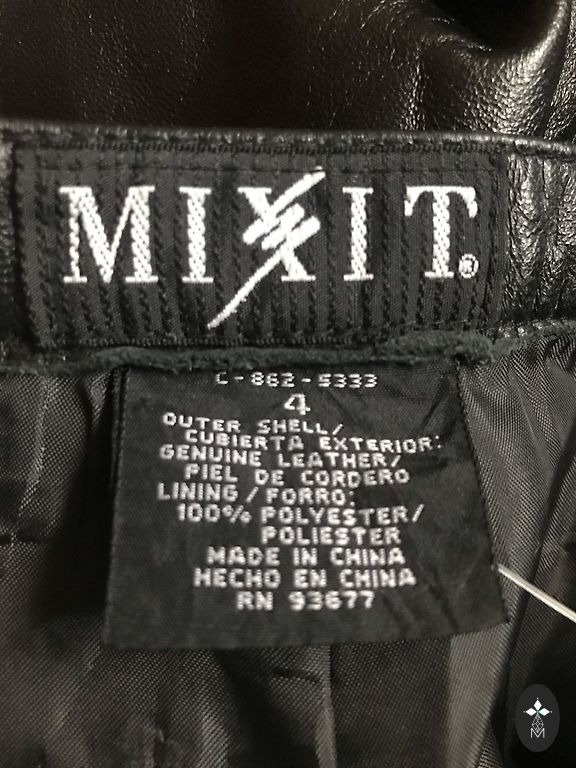 MIXIT®
C-862-5333
4
OUTER SHELL/
CUBIERTA EXTERIOR:
GENUINE LEATHER/
PIEL DE CORDERO
LINING/FORRO:
100% POLYESTER/
POLIESTER
MADE IN CHINA
HECHO EN CHINA
RN 93677
M